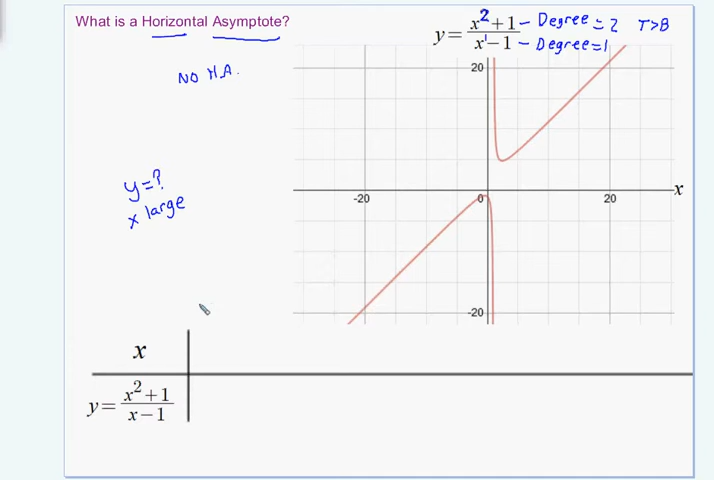 What is a Horizontal Asymptote?
y = (x² + 1)/(x¹ − 1)
– Degree = 2 T>B
– Degree = 1
NO H.A.
20
y = ?
x large
-20 0 20 x
-20
x
y = (x² + 1)/(x − 1)